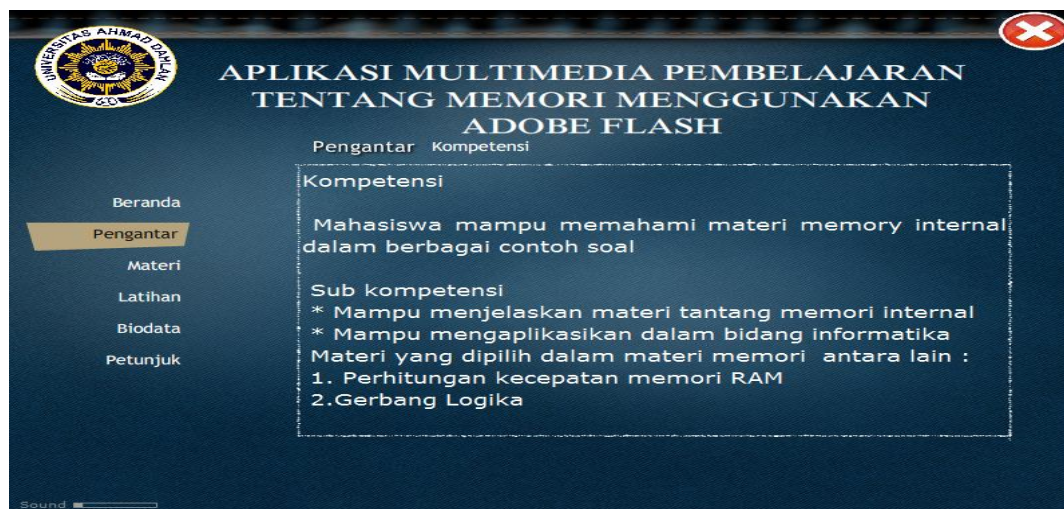 UNIVERSITAS AHMAD DAHLAN
APLIKASI MULTIMEDIA PEMBELAJARAN
TENTANG MEMORI MENGGUNAKAN
ADOBE FLASH
Pengantar Kompetensi
Beranda
Pengantar
Materi
Latihan
Biodata
Petunjuk
Kompetensi
Mahasiswa mampu memahami materi memory internal
dalam berbagai contoh soal
Sub kompetensi
* Mampu menjelaskan materi tantang memori internal
* Mampu mengaplikasikan dalam bidang informatika
Materi yang dipilih dalam materi memori antara lain :
1. Perhitungan kecepatan memori RAM
2.Gerbang Logika
Sound